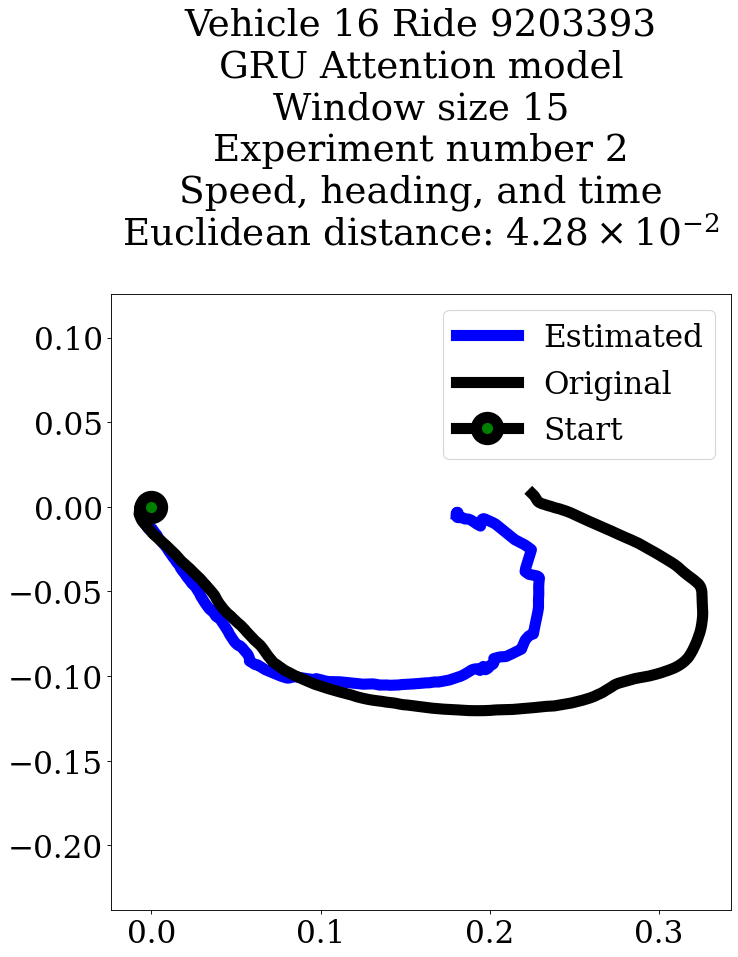 Vehicle 16 Ride 9203393
GRU Attention model
Window size 15
Experiment number 2
Speed, heading, and time
Euclidean distance: 4.28 × 10⁻²
Estimated
Original
Start
0.10
0.05
0.00
−0.05
−0.10
−0.15
−0.20
0.0 0.1 0.2 0.3